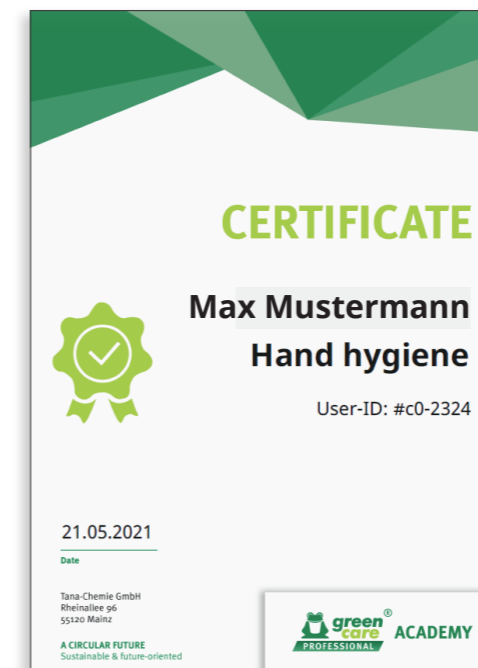 CERTIFICATE
Max Mustermann
Hand hygiene
User-ID: #c0-2324
21.05.2021
Date
Tana-Chemie GmbH
Rheinallee 96
55120 Mainz
A CIRCULAR FUTURE
Sustainable & future-oriented
green®
care
PROFESSIONAL
ACADEMY